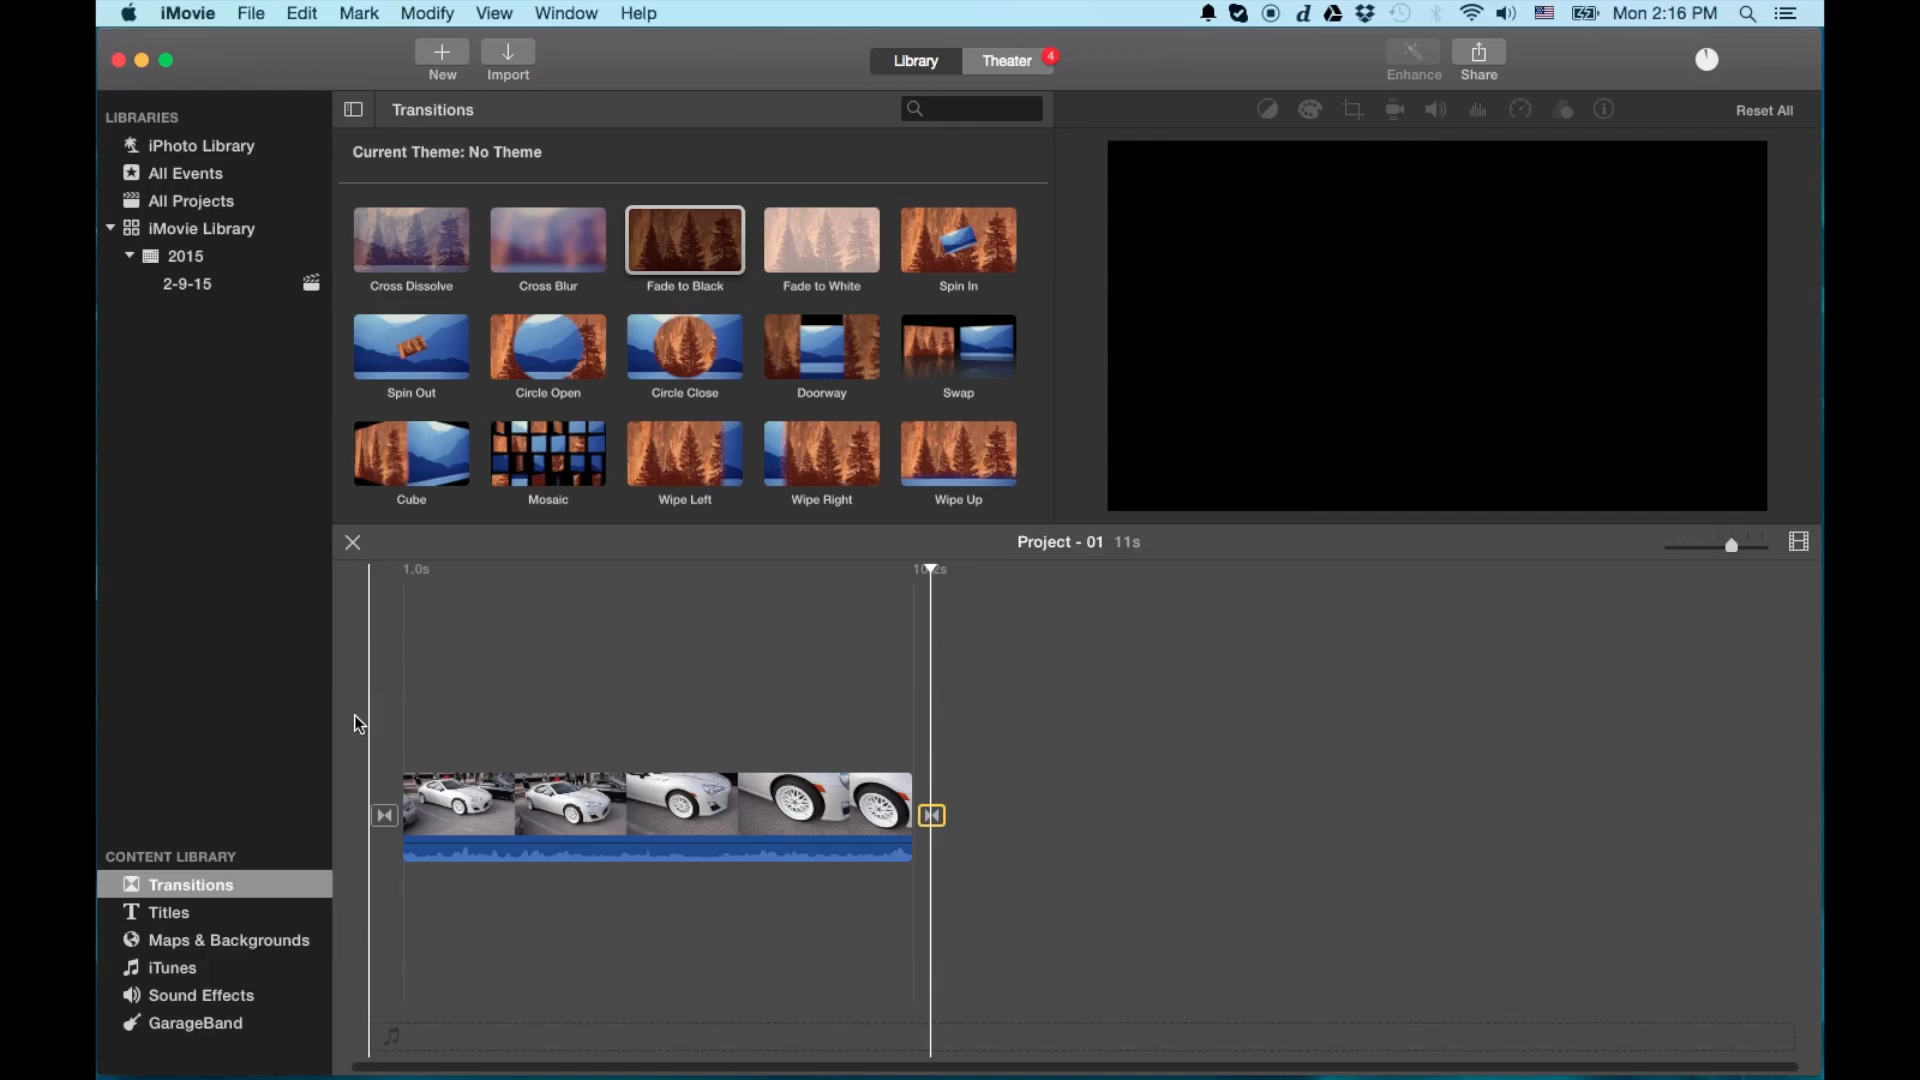 iMovie File Edit Mark Modify View Window Help Mon 2:16 PM
New Import Library Theater 4 Enhance Share
LIBRARIES
iPhoto Library
All Events
All Projects
iMovie Library
2015
2-9-15
Transitions
Reset All
Current Theme: No Theme
Cross Dissolve Cross Blur Fade to Black Fade to White Spin In
Spin Out Circle Open Circle Close Doorway Swap
Cube Mosaic Wipe Left Wipe Right Wipe Up
Project - 01 11s
1.0s
CONTENT LIBRARY
Transitions
Titles
Maps & Backgrounds
iTunes
Sound Effects
GarageBand